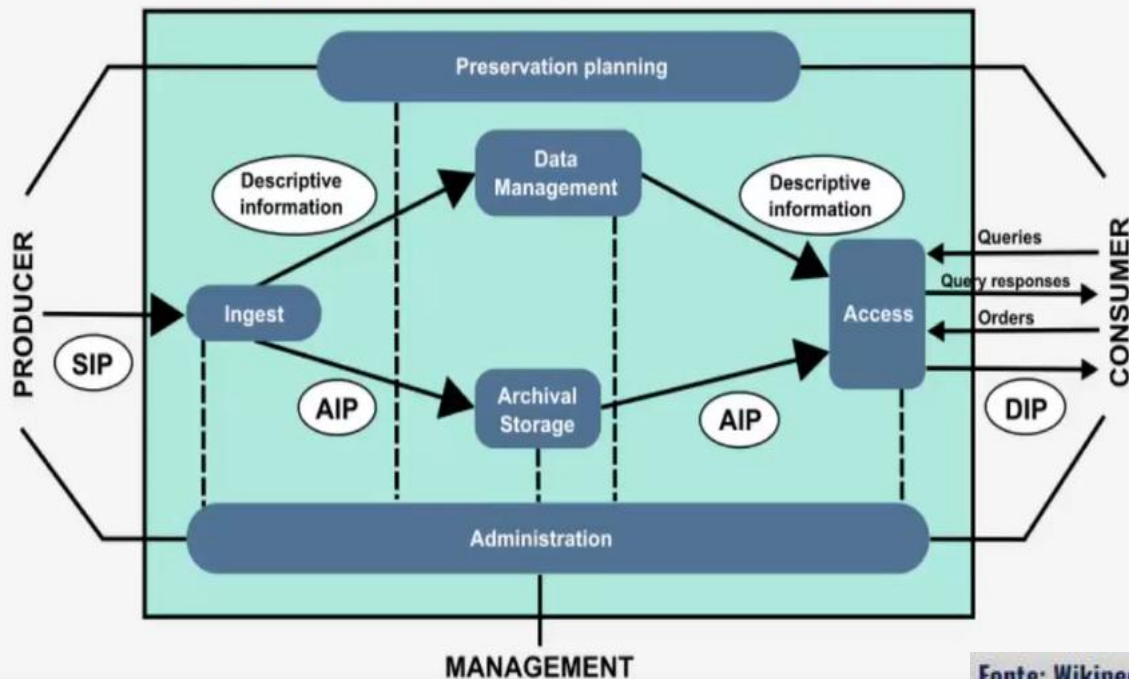 Preservation planning
Descriptive
information
Data
Management
Descriptive
information
PRODUCER
Ingest
SIP
AIP
Archival
Storage
AIP
Access
Queries
Query responses
Orders
DIP
CONSUMER
Administration
MANAGEMENT
Fonte: